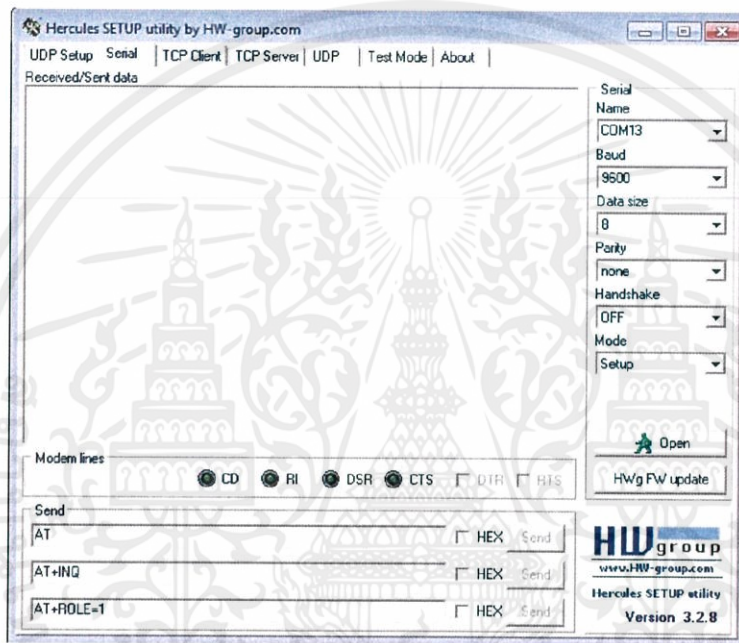 Hercules SETUP utility by HW-group.com
UDP Setup Serial TCP Client TCP Server UDP Test Mode About
Received/Sent data
Serial
Name
COM13
Baud
9600
Data size
8
Parity
none
Handshake
OFF
Mode
Setup
Open
HWg FW update
Modem lines
CD RI DSR CTS DTR RTS
Send
AT HEX Send
AT+INQ HEX Send
AT+ROLE=1 HEX Send
HW group
www.HW-group.com
Hercules SETUP utility
Version 3.2.8